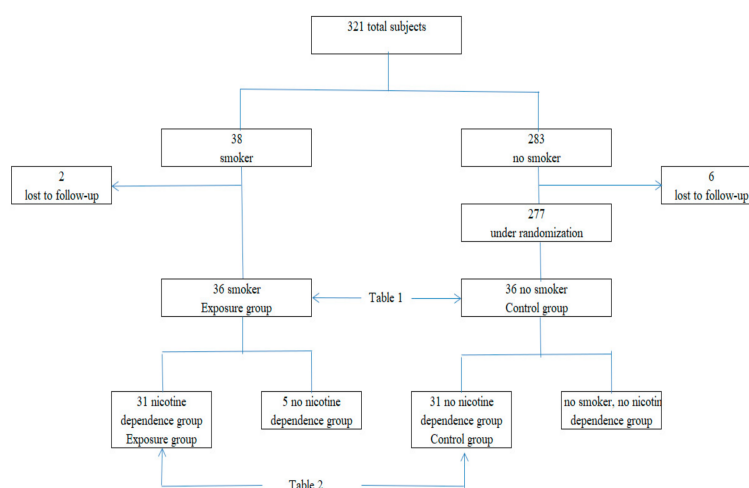 321 total subjects
38
smoker
283
no smoker
2
lost to follow-up
6
lost to follow-up
277
under randomization
36 smoker
Exposure group
Table 1
36 no smoker
Control group
31 nicotine
dependence group
Exposure group
5 no nicotine
dependence group
31 no nicotine
dependence group
Control group
no smoker, no nicotin
dependence group
Table 2